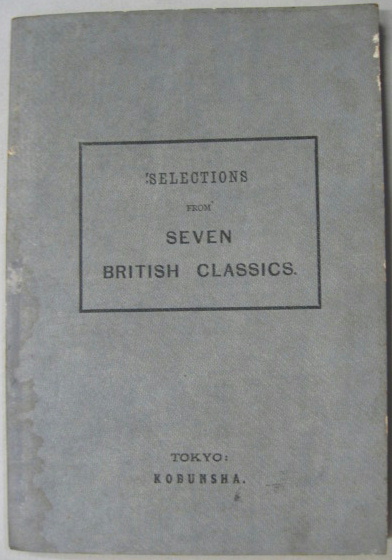 SELECTIONS
FROM
SEVEN
BRITISH CLASSICS.
TOKYO:
KOBUNSHA.